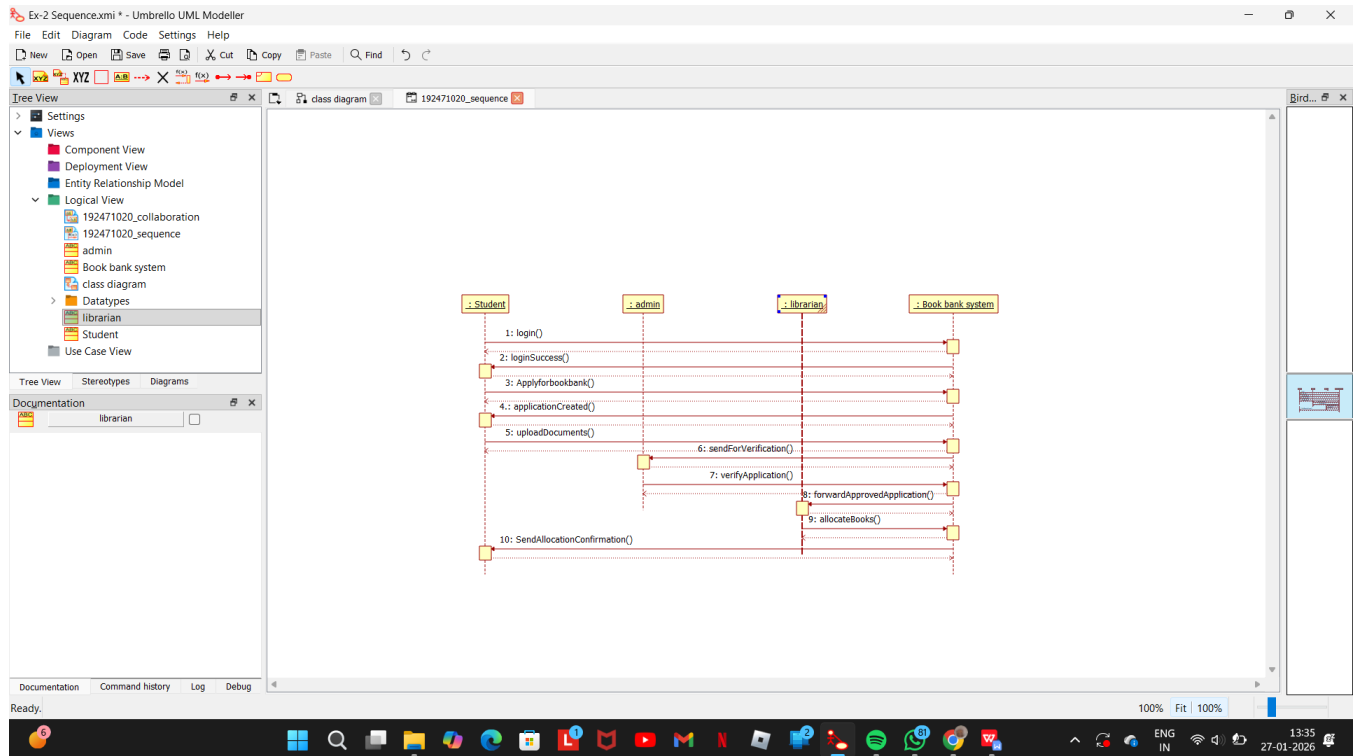 Ex-2 Sequence.xmi * - Umbrello UML Modeller
File Edit Diagram Code Settings Help
New Open Save Cut Copy Paste Find
XYZ XYZ A:B f(x) f(x)
Tree View
class diagram
192471020_sequence
Bird...
Settings
Views
Component View
Deployment View
Entity Relationship Model
Logical View
192471020_collaboration
192471020_sequence
admin
Book bank system
class diagram
Datatypes
librarian
Student
Use Case View
Tree View Stereotypes Diagrams
Documentation
librarian
Documentation Command history Log Debug
: Student
: admin
: librarian
: Book bank system
1: login()
2: loginSuccess()
3: Applyforbookbank()
4.: applicationCreated()
5: uploadDocuments()
6: sendForVerification()
7: verifyApplication()
8: forwardApprovedApplication()
9: allocateBooks()
10: SendAllocationConfirmation()
Ready.
100% Fit 100%
6
1
2
81
ENG
IN
13:35
27-01-2026